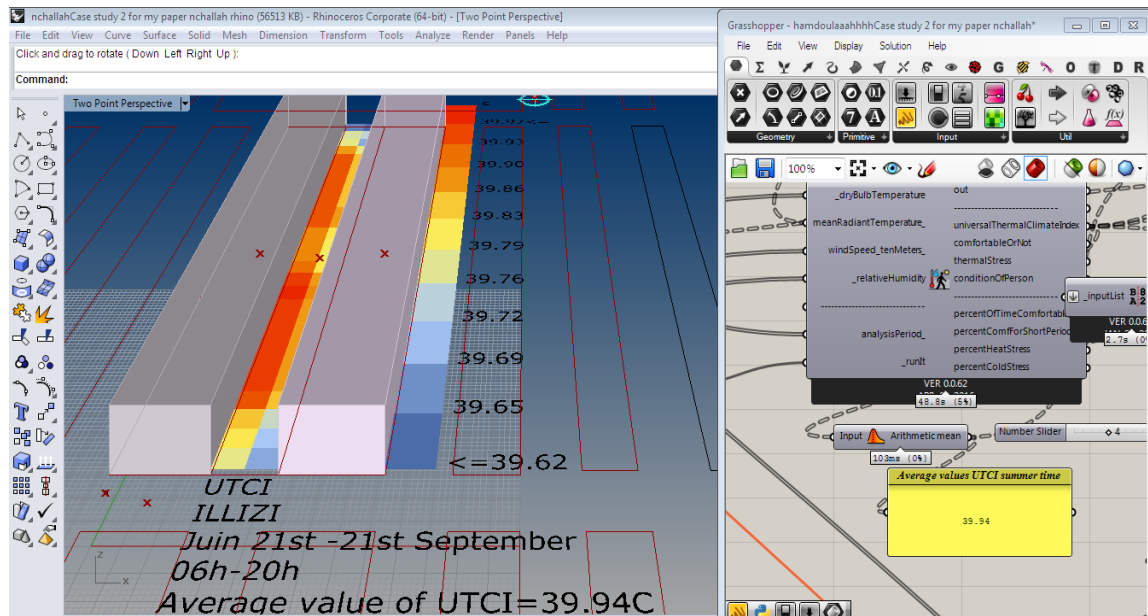 nchallahCase study 2 for my paper nchallah rhino (56513 KB) - Rhinoceros Corporate (64-bit) - [Two Point Perspective]
File Edit View Curve Surface Solid Mesh Dimension Transform Tools Analyze Render Panels Help
Click and drag to rotate ( Down Left Right Up ):
Command:
Two Point Perspective
39.93
39.90
39.86
39.83
39.79
39.76
39.72
39.69
39.65
<=39.62
UTCI
ILLIZI
Juin 21st -21st September
06h-20h
Average value of UTCI=39.94C
z
x
Grasshopper - hamdoulaaahhhhCase study 2 for my paper nchallah*
File Edit View Display Solution Help
G O T D R
Geometry Primitive Input Util
100%
_dryBulbTemperature
meanRadiantTemperature_
windSpeed_tenMeters_
_relativeHumidity
analysisPeriod_
_runIt
out
universalThermalClimateIndex
comfortableOrNot
thermalStress
conditionOfPerson
percentOfTimeComfortable
percentComfForShortPeriod
percentHeatStress
percentColdStress
VER 0.0.62
48.8s (5%)
_inputList
VER 0.0.6
2.7s (0%
Input Arithmetic mean
103ms (0%)
Number Slider 4
Average values UTCI summer time
39.94